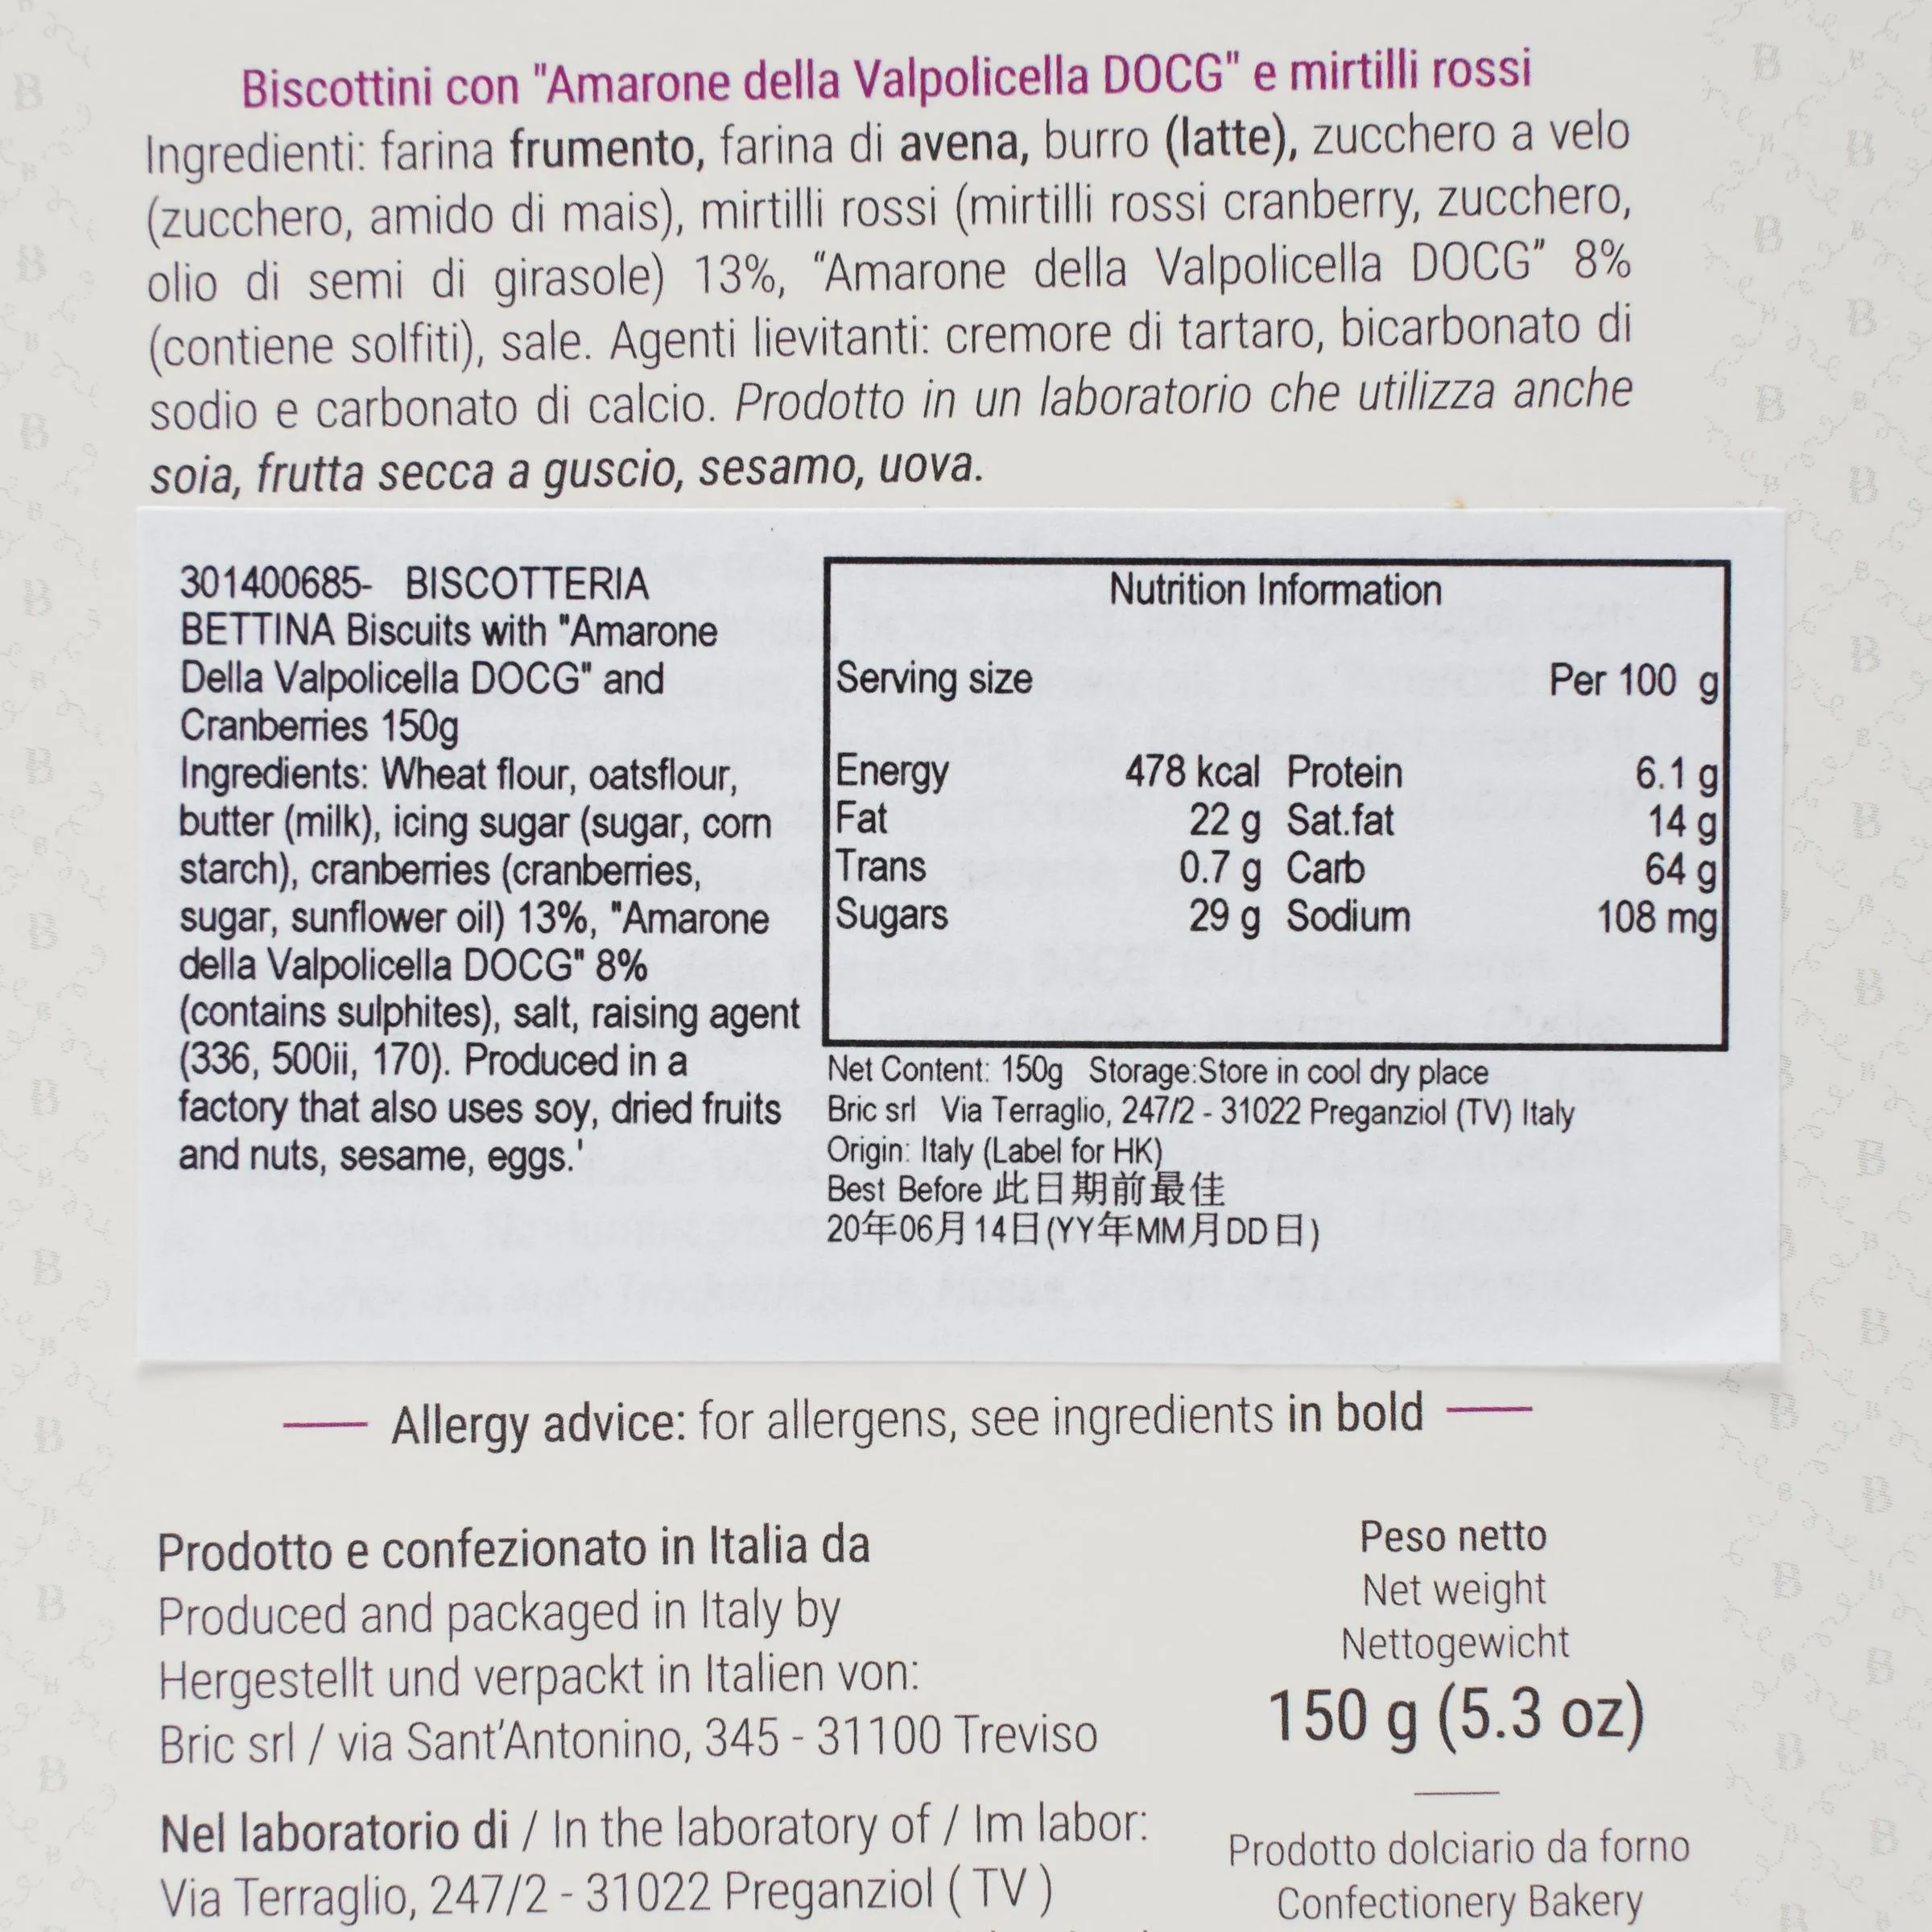 Biscottini con "Amarone della Valpolicella DOCG" e mirtilli rossi
Ingredienti: farina frumento, farina di avena, burro (latte), zucchero a velo
(zucchero, amido di mais), mirtilli rossi (mirtilli rossi cranberry, zucchero,
olio di semi di girasole) 13%, “Amarone della Valpolicella DOCG” 8%
(contiene solfiti), sale. Agenti lievitanti: cremore di tartaro, bicarbonato di
sodio e carbonato di calcio. Prodotto in un laboratorio che utilizza anche
soia, frutta secca a guscio, sesamo, uova.
301400685- BISCOTTERIA
BETTINA Biscuits with "Amarone
Della Valpolicella DOCG" and
Cranberries 150g
Ingredients: Wheat flour, oatsflour,
butter (milk), icing sugar (sugar, corn
starch), cranberries (cranberries,
sugar, sunflower oil) 13%, "Amarone
della Valpolicella DOCG" 8%
(contains sulphites), salt, raising agent
(336, 500ii, 170). Produced in a
factory that also uses soy, dried fruits
and nuts, sesame, eggs.'
Nutrition Information
Serving size Per 100 g
Energy 478 kcal Protein 6.1 g
Fat 22 g Sat.fat 14 g
Trans 0.7 g Carb 64 g
Sugars 29 g Sodium 108 mg
Net Content: 150g Storage:Store in cool dry place
Bric srl Via Terraglio, 247/2 - 31022 Preganziol (TV) Italy
Origin: Italy (Label for HK)
Best Before 此日期前最佳
20年06月14日(YY年MM月DD日)
Allergy advice: for allergens, see ingredients in bold
Prodotto e confezionato in Italia da
Produced and packaged in Italy by
Hergestellt und verpackt in Italien von:
Bric srl / via Sant'Antonino, 345 - 31100 Treviso
Nel laboratorio di / In the laboratory of / Im labor:
Via Terraglio, 247/2 - 31022 Preganziol ( TV )
Peso netto
Net weight
Nettogewicht
150 g (5.3 oz)
Prodotto dolciario da forno
Confectionery Bakery